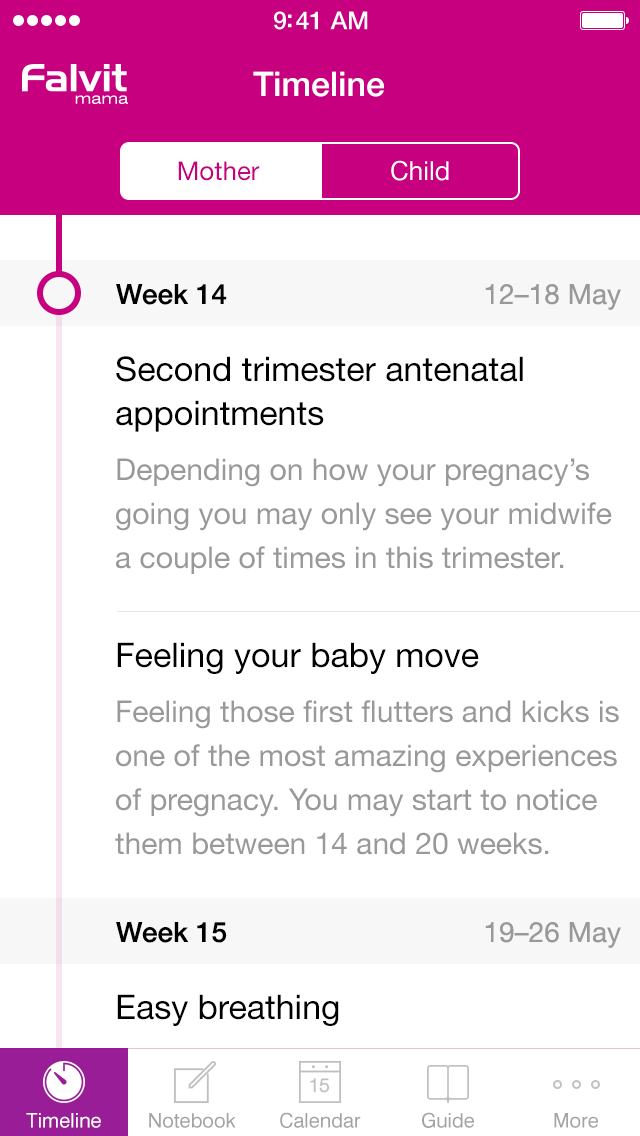 9:41 AM
Falvit
mama
Timeline
Mother
Child
Week 14
12–18 May
Second trimester antenatal
appointments
Depending on how your pregnacy’s
going you may only see your midwife
a couple of times in this trimester.
Feeling your baby move
Feeling those first flutters and kicks is
one of the most amazing experiences
of pregnacy. You may start to notice
them between 14 and 20 weeks.
Week 15
19–26 May
Easy breathing
15
Timeline
Notebook
Calendar
Guide
More